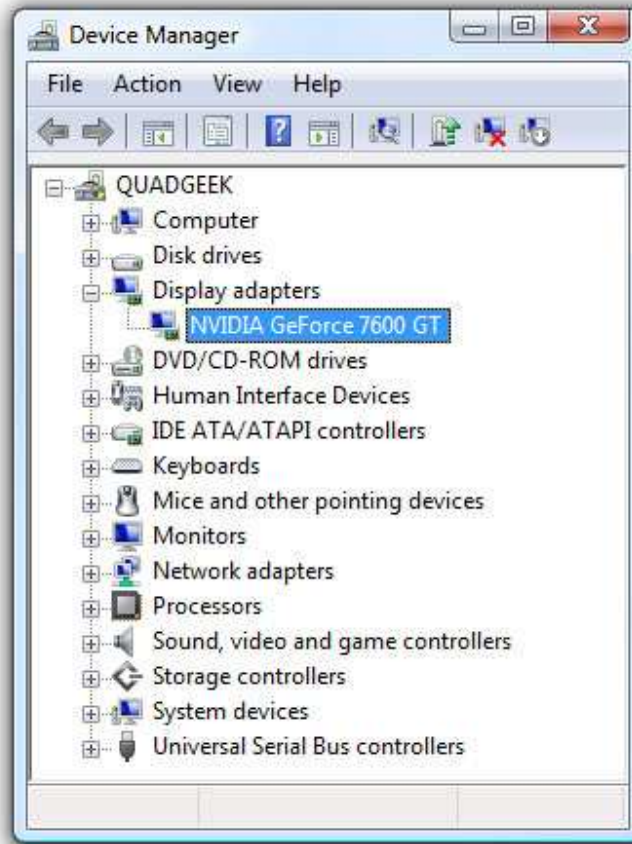 Device Manager
File Action View Help
QUADGEEK
Computer
Disk drives
Display adapters
NVIDIA GeForce 7600 GT
DVD/CD-ROM drives
Human Interface Devices
IDE ATA/ATAPI controllers
Keyboards
Mice and other pointing devices
Monitors
Network adapters
Processors
Sound, video and game controllers
Storage controllers
System devices
Universal Serial Bus controllers